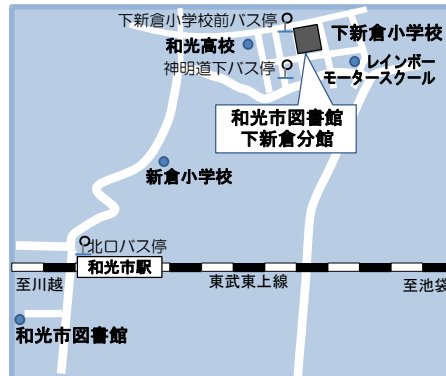 下新倉小学校前バス停
下新倉小学校
和光高校
レインボー
モータースクール
神明道下バス停
和光市図書館
下新倉分館
新倉小学校
北口バス停
和光市駅
至川越
東武東上線
至池袋
和光市図書館